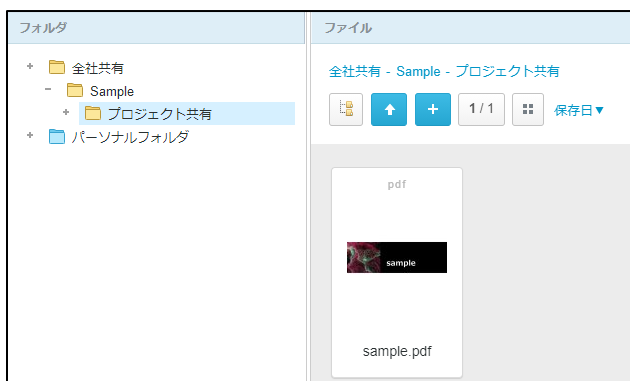 フォルダ
全社共有
Sample
プロジェクト共有
パーソナルフォルダ
ファイル
全社共有 - Sample - プロジェクト共有
1 / 1
保存日▼
pdf
sample
sample.pdf